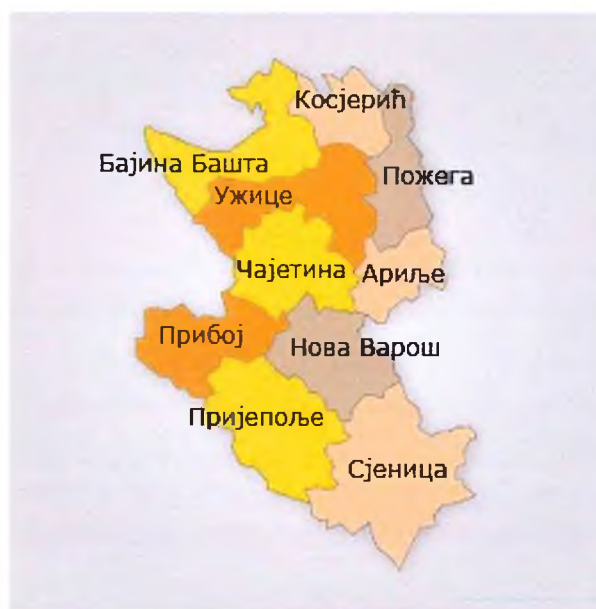 Косјерић
Бајина Башта
Пожега
Ужице
Чајетина
Ариље
Прибој
Нова Варош
Пријепоље
Сјеница